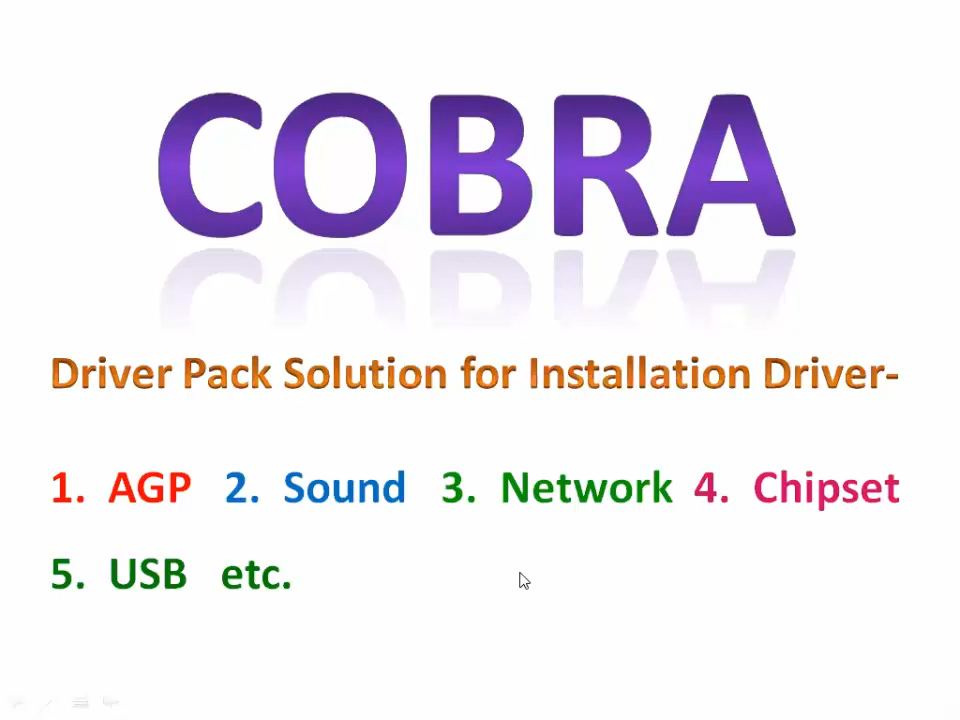 COBRA
Driver Pack Solution for Installation Driver-
1. AGP 2. Sound 3. Network 4. Chipset
5. USB etc.